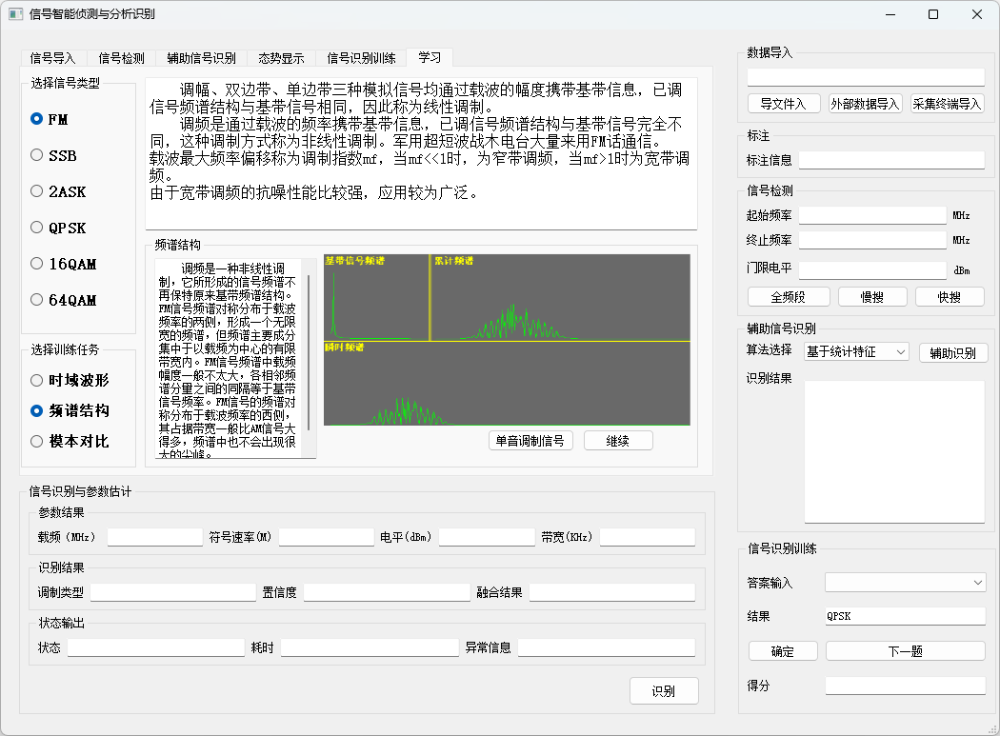 信号智能侦测与分析识别
信号导入 信号检测 辅助信号识别 态势显示 信号识别训练 学习
选择信号类型
FM
SSB
2ASK
QPSK
16QAM
64QAM
选择训练任务
时域波形
频谱结构
模本对比
调幅、双边带、单边带三种模拟信号均通过载波的幅度携带基带信息，已调
信号频谱结构与基带信号相同，因此称为线性调制。
调频是通过载波的频率携带基带信息，已调信号频谱结构与基带信号完全不
同，这种调制方式称为非线性调制。军用超短波战木电台大量来用FM话通信。
载波最大频率偏移称为调制指数mf，当mf<<1时，为窄带调频，当mf>1时为宽带调
频。
由于宽带调频的抗噪性能比较强，应用较为广泛。
频谱结构
调频是一种非线性调
制，它所形成的信号频谱不
再保特原来基带频谱结构。
FM信号频谱对称分布于载波
频率的两侧，形成一个无限
宽的频谱，但频谱主要成分
集中于以载频为中心的有限
带宽内。FM信号频谱中载频
幅度一般不太大，各相邻频
谱分量之间的同隔等于基带
信号频率。FM信号的频谱对
称分布于载波频率的西侧，
其占据带宽一般比AM信号大
得多，频谱中也不会出现很
大的尖峰。
基带信号频谱 累计频谱
瞬时频谱
单音调制信号 继续
信号识别与参数估计
参数结果
载频（MHz） 符号速率(M) 电平(dBm) 带宽(KHz)
识别结果
调制类型 置信度 融合结果
状态输出
状态 耗时 异常信息
识别
数据导入
导文件入 外部数据导入 采集终端导入
标注
标注信息
信号检测
起始频率 MHz
终止频率 MHz
门限电平 dBm
全频段 慢搜 快搜
辅助信号识别
算法选择 基于统计特征 辅助识别
识别结果
信号识别训练
答案输入
结果 QPSK
确定 下一题
得分